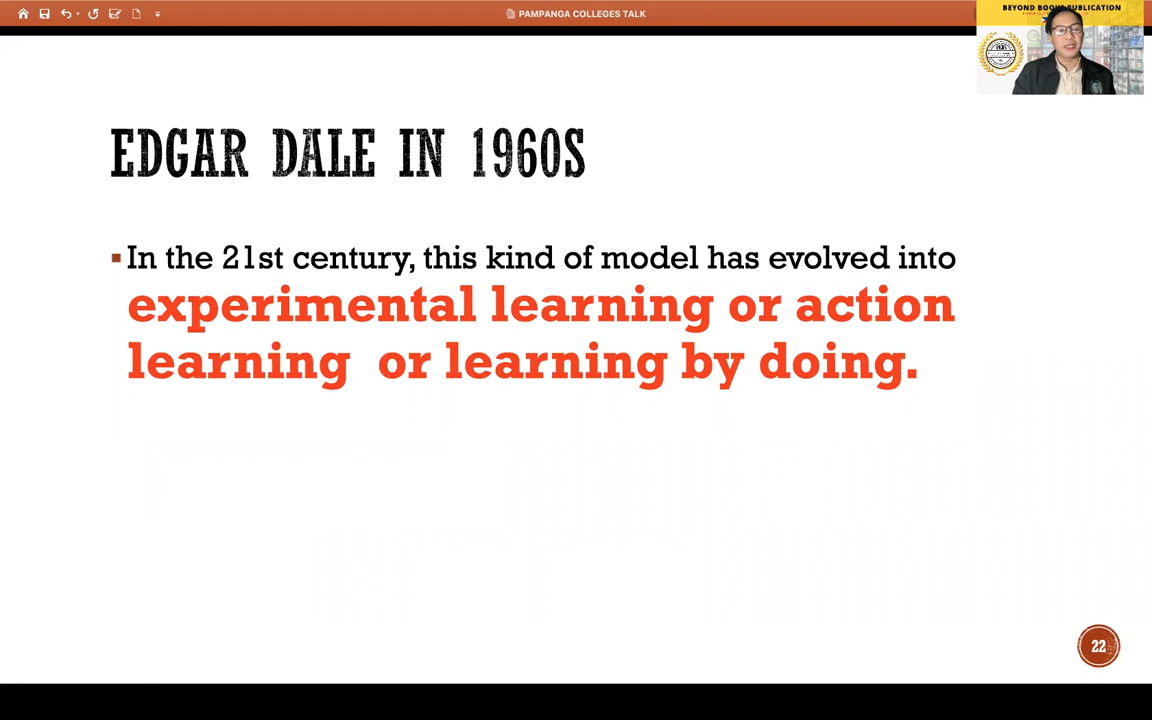 PAMPANGA COLLEGES TALK
BEYOND BOOKS PUBLICATION
EDGAR DALE IN 1960S
In the 21st century, this kind of model has evolved into
experimental learning or action
learning or learning by doing.
22